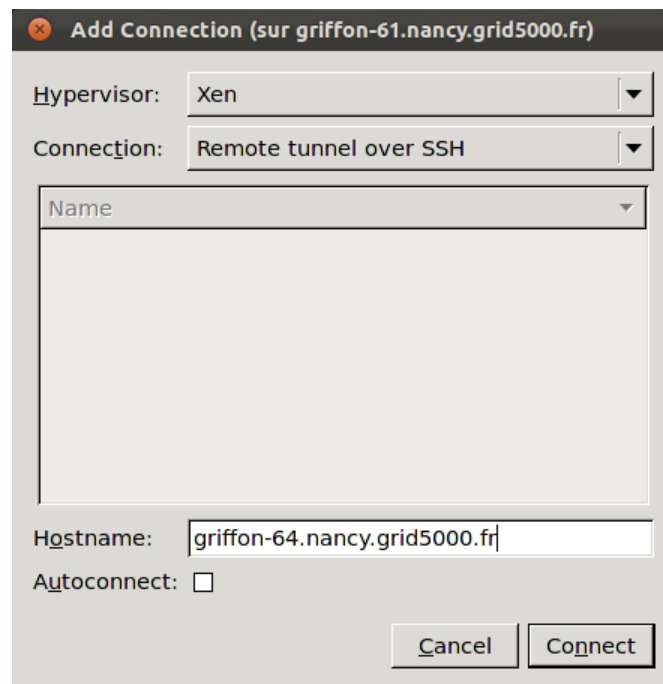 Add Connection (sur griffon-61.nancy.grid5000.fr)
Hypervisor: Xen
Connection: Remote tunnel over SSH
Name
Hostname: griffon-64.nancy.grid5000.fr
Autoconnect:
Cancel Connect